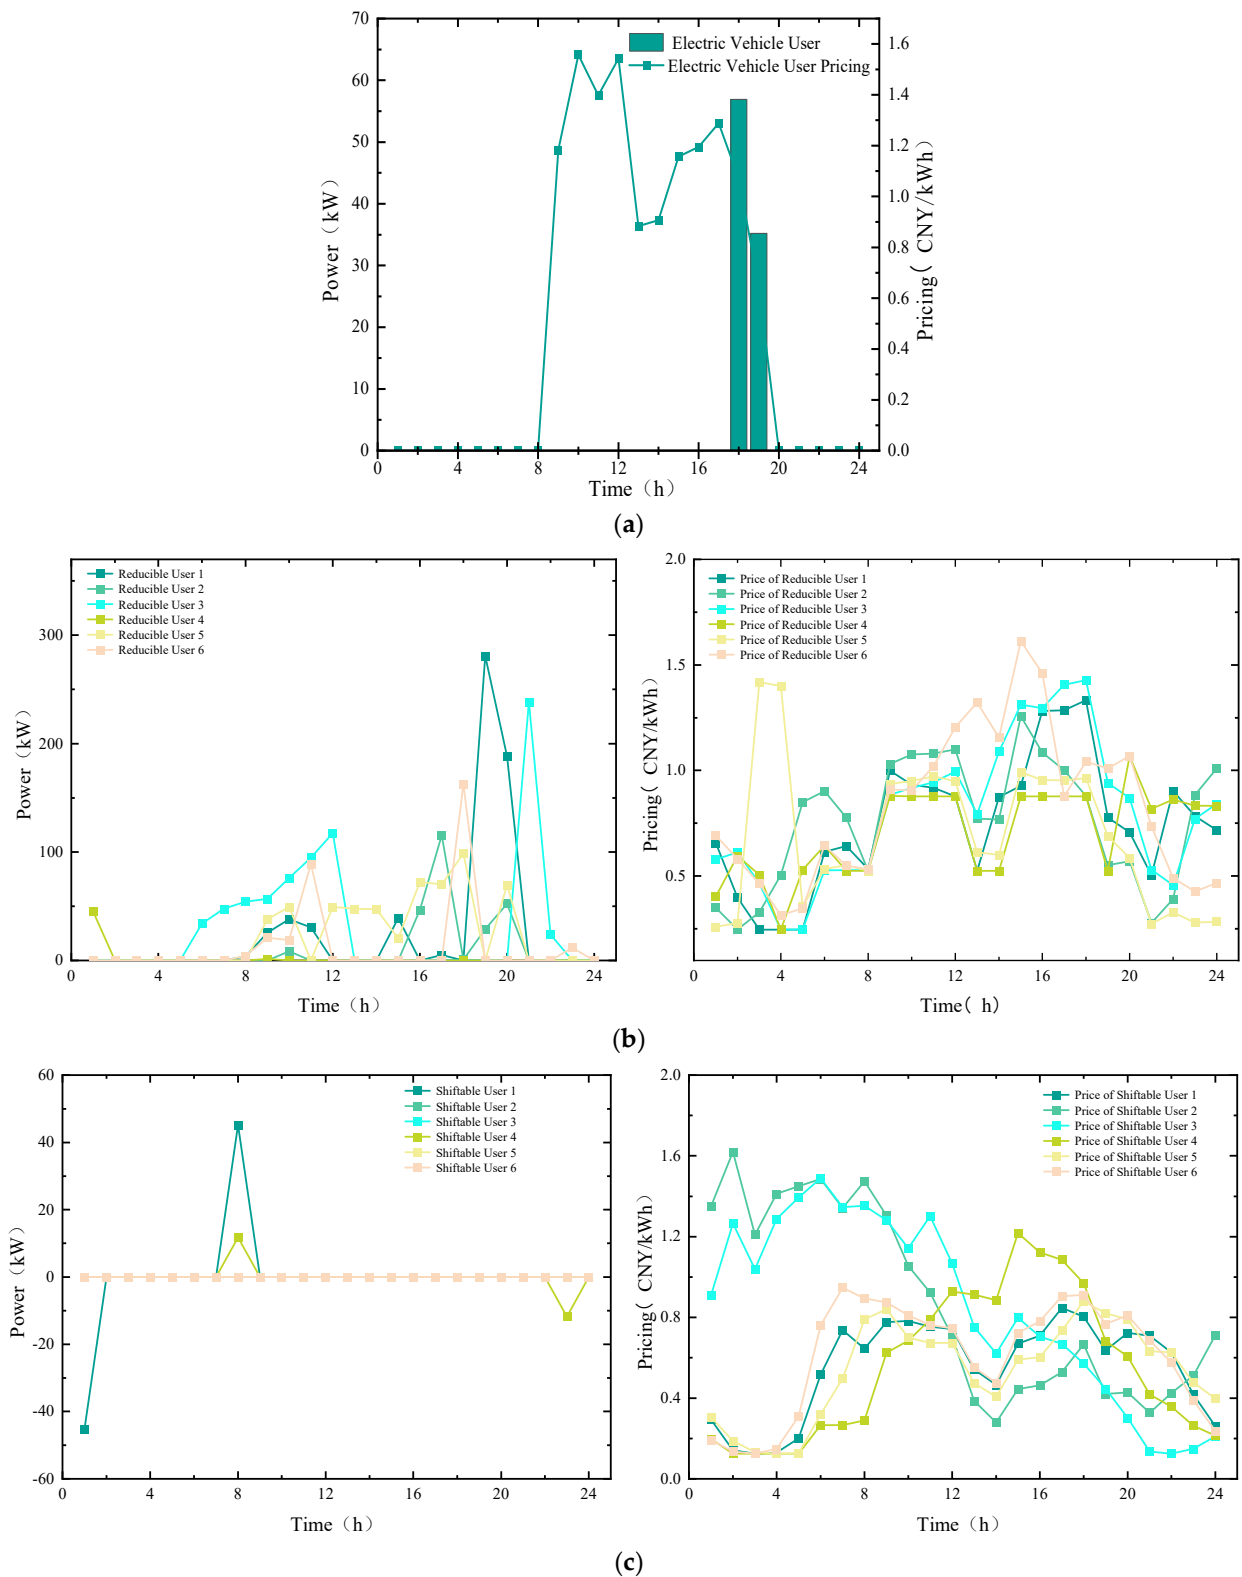 70
60
50
40
30
20
10
0
Power（kW）
Electric Vehicle User
Electric Vehicle User Pricing
1.6
1.4
1.2
1.0
0.8
0.6
0.4
0.2
0.0
Pricing( CNY/kWh)
0 4 8 12 16 20 24
Time（h）
(a)
300
200
100
0
Power（kW）
Reducible User 1
Reducible User 2
Reducible User 3
Reducible User 4
Reducible User 5
Reducible User 6
0 4 8 12 16 20 24
Time（h）
2.0
1.5
1.0
0.5
Pricing( CNY/kWh）
Price of Reducible User 1
Price of Reducible User 2
Price of Reducible User 3
Price of Reducible User 4
Price of Reducible User 5
Price of Reducible User 6
0 4 8 12 16 20 24
Time( h)
(b)
60
40
20
0
-20
-40
-60
Power（kW）
Shiftable User 1
Shiftable User 2
Shiftable User 3
Shiftable User 4
Shiftable User 5
Shiftable User 6
0 4 8 12 16 20 24
Time（h）
2.0
1.6
1.2
0.8
0.4
0.0
Pricing( CNY/kWh）
Price of Shiftable User 1
Price of Shiftable User 2
Price of Shiftable User 3
Price of Shiftable User 4
Price of Shiftable User 5
Price of Shiftable User 6
0 4 8 12 16 20 24
Time（h）
(c)